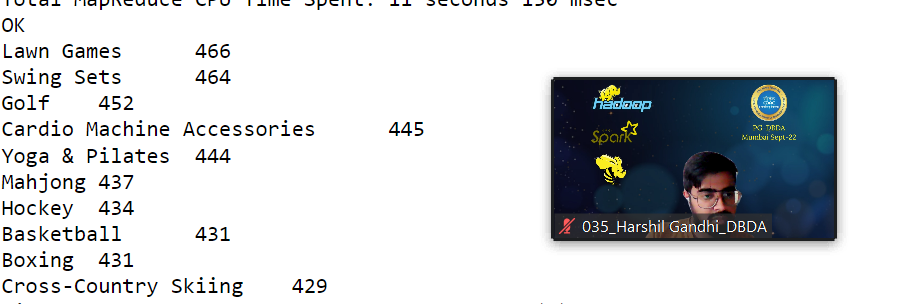 Total MapReduce CPU Time Spent: 11 seconds 150 msec
OK
Lawn Games 466
Swing Sets 464
Golf 452
Cardio Machine Accessories 445
Yoga & Pilates 444
Mahjong 437
Hockey 434
Basketball 431
Boxing 431
Cross-Country Skiing 429
hadoop
Spark
PG DBDA
Mumbai Sept-22
035_Harshil Gandhi_DBDA